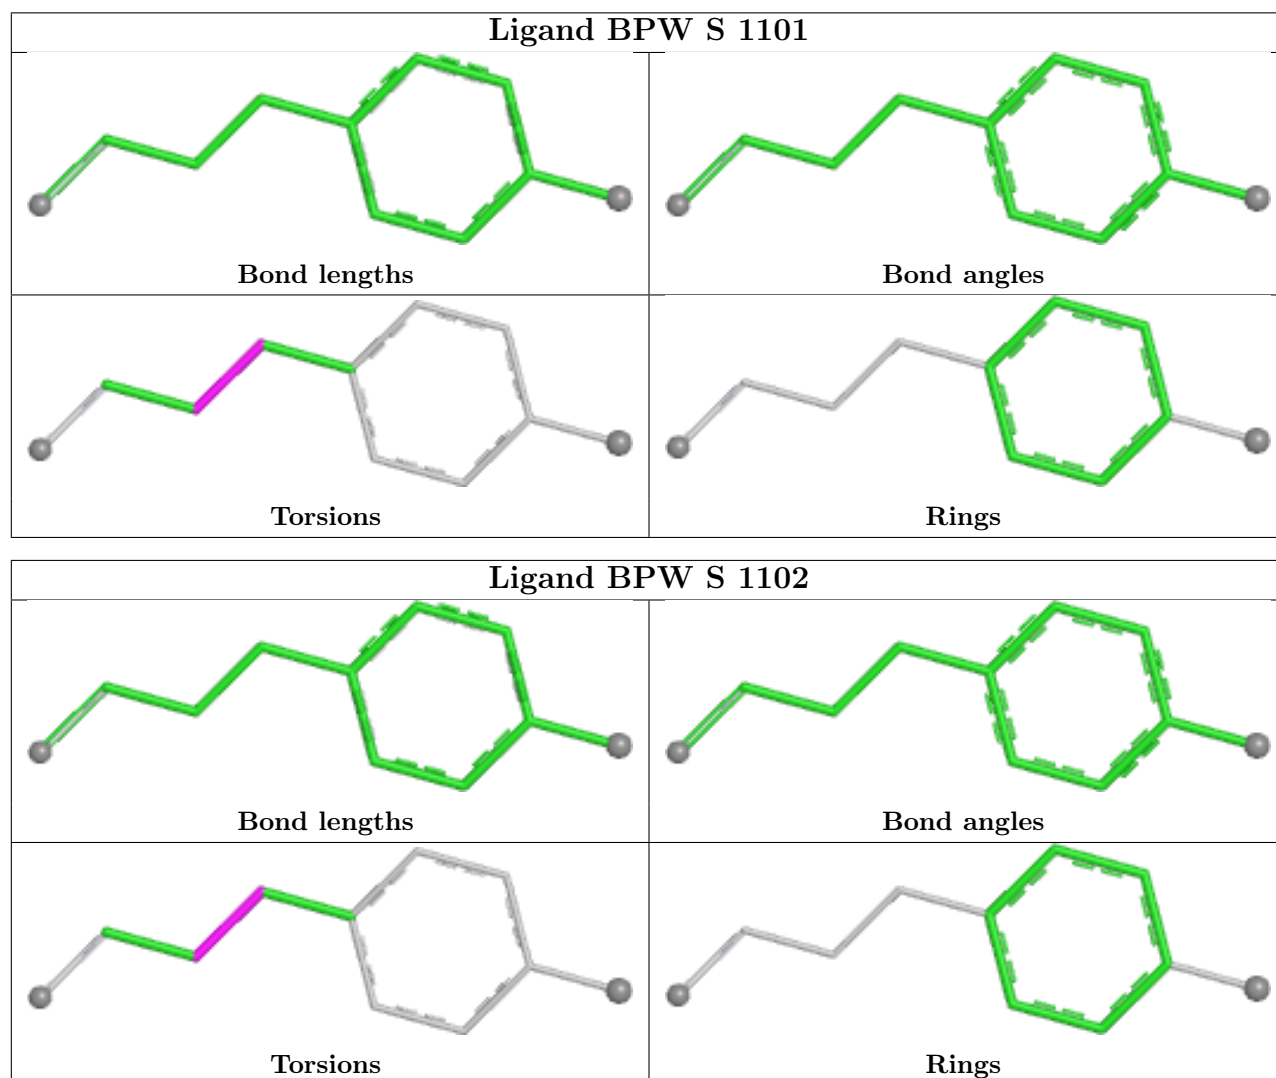 Ligand BPW S 1101
Bond lengths
Bond angles
Torsions
Rings
Ligand BPW S 1102
Bond lengths
Bond angles
Torsions
Rings